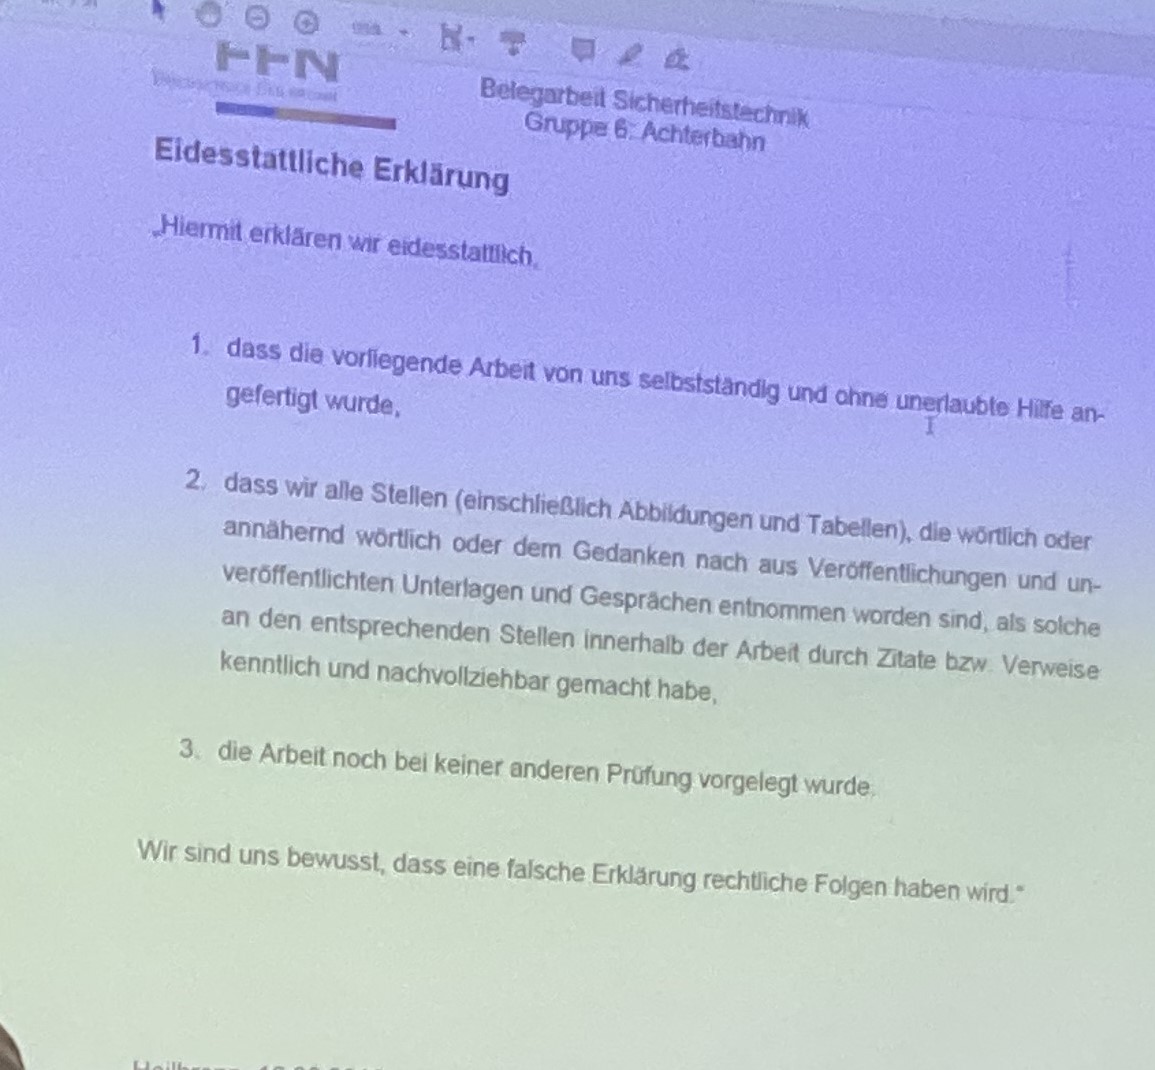 HHN
Belegarbeit Sicherheitstechnik
Gruppe 6: Achterbahn
Eidesstattliche Erklärung
„Hiermit erklären wir eidesstattlich,
1. dass die vorliegende Arbeit von uns selbstständig und ohne unerlaubte Hilfe an-
gefertigt wurde,
2. dass wir alle Stellen (einschließlich Abbildungen und Tabellen), die wörtlich oder
annähernd wörtlich oder dem Gedanken nach aus Veröffentlichungen und un-
veröffentlichten Unterlagen und Gesprächen entnommen worden sind, als solche
an den entsprechenden Stellen innerhalb der Arbeit durch Zitate bzw. Verweise
kenntlich und nachvollziehbar gemacht habe,
3. die Arbeit noch bei keiner anderen Prüfung vorgelegt wurde.
Wir sind uns bewusst, dass eine falsche Erklärung rechtliche Folgen haben wird.“